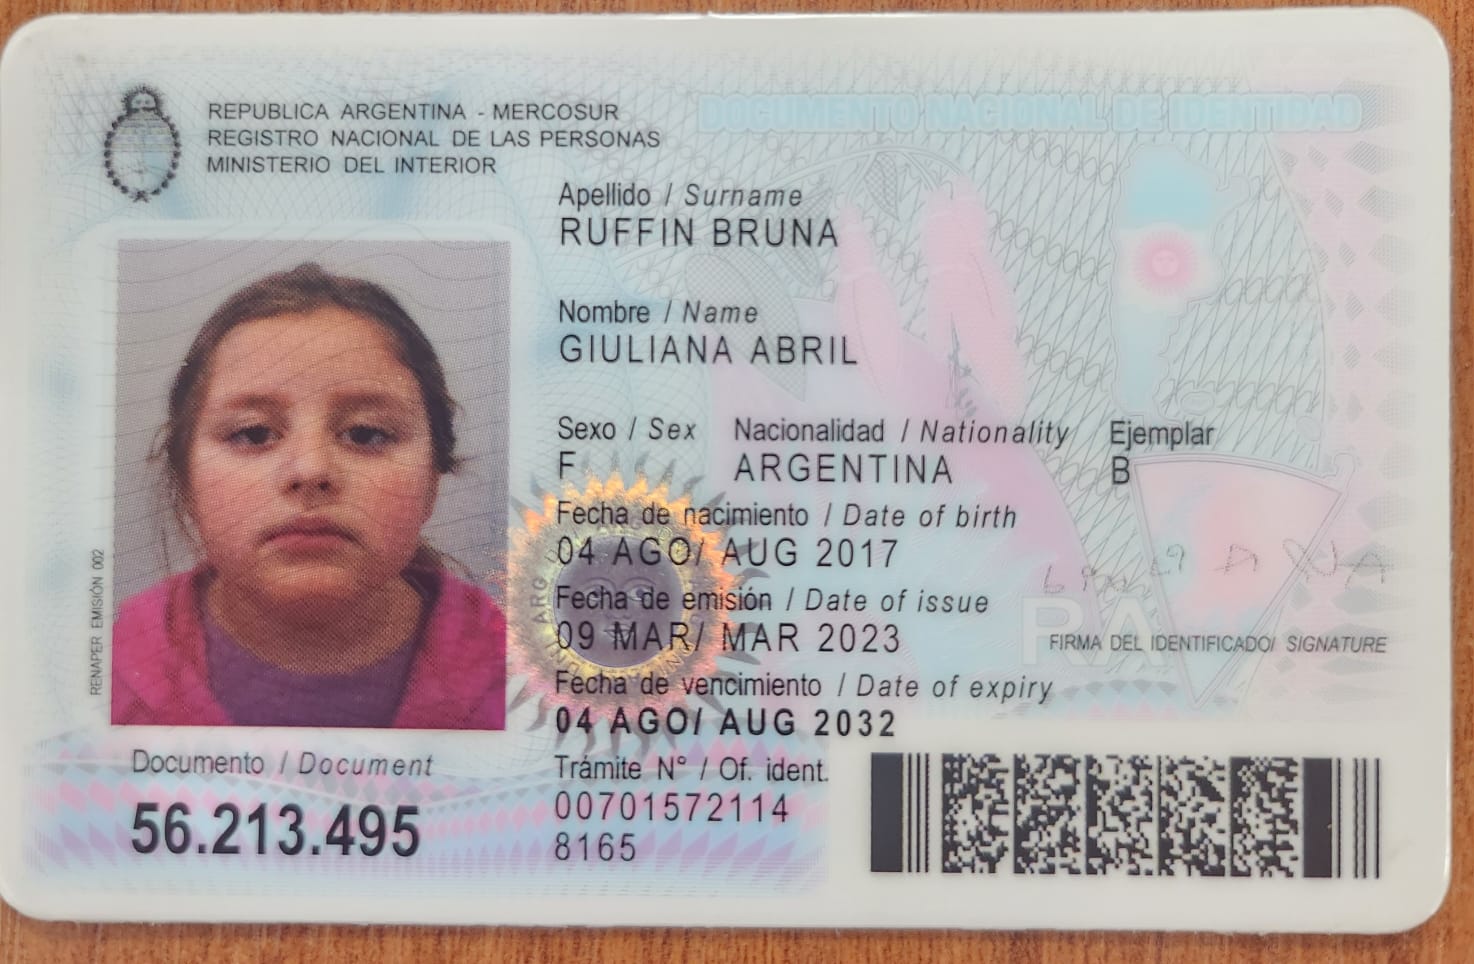 REPUBLICA ARGENTINA - MERCOSUR
REGISTRO NACIONAL DE LAS PERSONAS
MINISTERIO DEL INTERIOR
DOCUMENTO NACIONAL DE IDENTIDAD
Apellido / Surname
RUFFIN BRUNA
Nombre / Name
GIULIANA ABRIL
Sexo / Sex Nacionalidad / Nationality Ejemplar
F ARGENTINA B
Fecha de nacimiento / Date of birth
04 AGO/ AUG 2017
Fecha de emisión / Date of issue
09 MAR/ MAR 2023
RA
FIRMA DEL IDENTIFICADO/ SIGNATURE
Fecha de vencimiento / Date of expiry
04 AGO/ AUG 2032
RENAPER EMISIÓN 002
Documento / Document
56.213.495
Trámite N° / Of. ident.
00701572114
8165